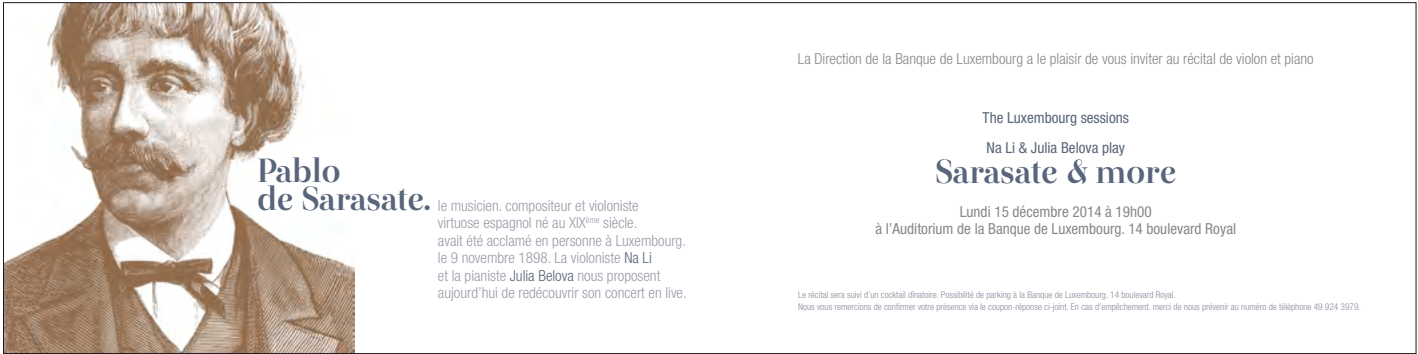 Pablo
de Sarasate.
le musicien. compositeur et violoniste
virtuose espagnol né au XIXème siècle.
avait été acclamé en personne à Luxembourg.
le 9 novembre 1898. La violoniste Na Li
et la pianiste Julia Belova nous proposent
aujourd'hui de redécouvrir son concert en live.
La Direction de la Banque de Luxembourg a le plaisir de vous inviter au récital de violon et piano
The Luxembourg sessions
Na Li & Julia Belova play
Sarasate & more
Lundi 15 décembre 2014 à 19h00
à l'Auditorium de la Banque de Luxembourg. 14 boulevard Royal
Le récital sera suivi d'un cocktail dînatoire. Possibilité de parking à la Banque de Luxembourg. 14 boulevard Royal.
Nous vous remercions de confirmer votre présence via le coupon-réponse ci-joint. En cas d'empêchement. merci de nous prévenir au numéro de téléphone 49 924 3979.